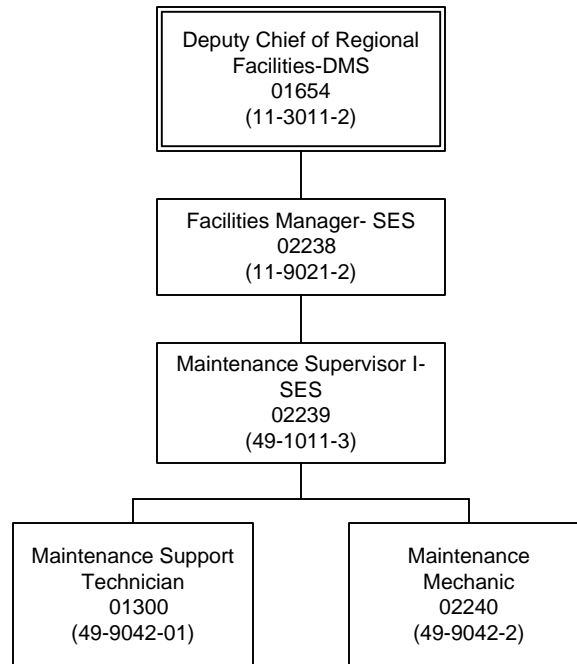 Deputy Chief of Regional
Facilities-DMS
01654
(11-3011-2)
Facilities Manager- SES
02238
(11-9021-2)
Maintenance Supervisor I-
SES
02239
(49-1011-3)
Maintenance Support
Technician
01300
(49-9042-01)
Maintenance
Mechanic
02240
(49-9042-2)